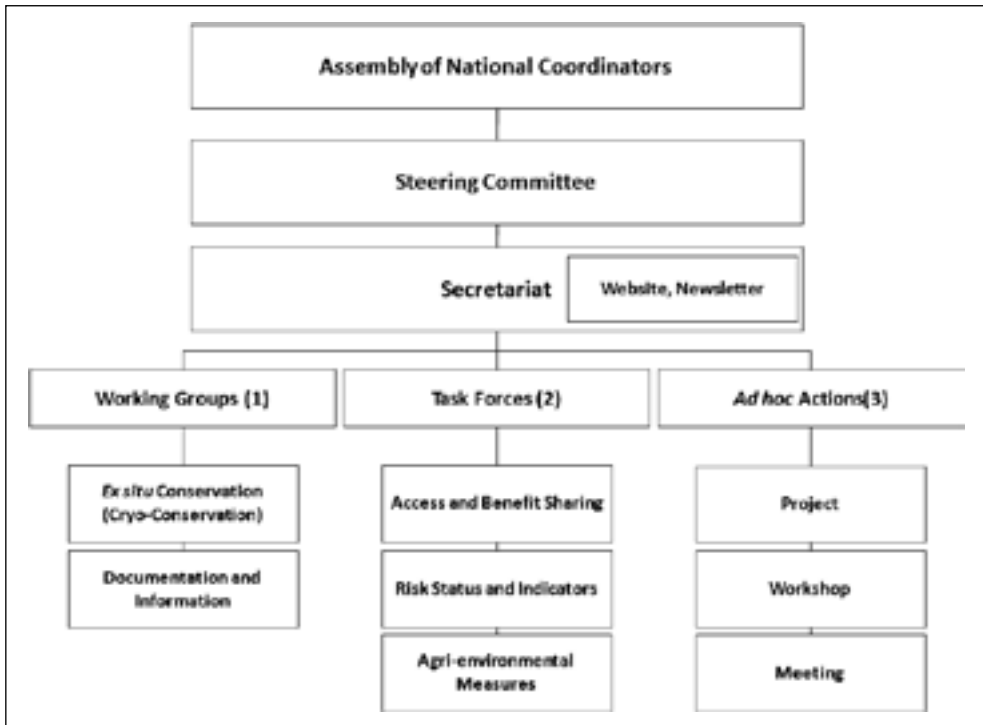 Assembly of National Coordinators
Steering Committee
Secretariat
Website, Newsletter
Working Groups (1)
Task Forces (2)
Ad hoc Actions(3)
Ex situ Conservation
(Cryo-Conservation)
Access and Benefit Sharing
Project
Documentation and
Information
Risk Status and Indicators
Workshop
Agri-environmental
Measures
Meeting